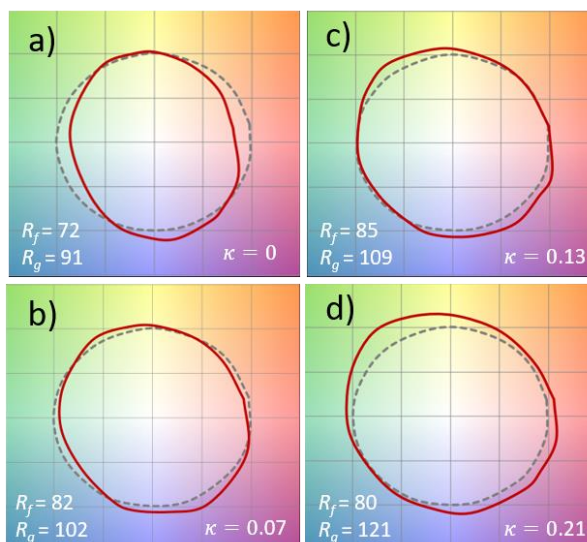 a)
R_f = 72
R_g = 91
κ = 0
c)
R_f = 85
R_g = 109
κ = 0.13
b)
R_f = 82
R_g = 102
κ = 0.07
d)
R_f = 80
R_g = 121
κ = 0.21